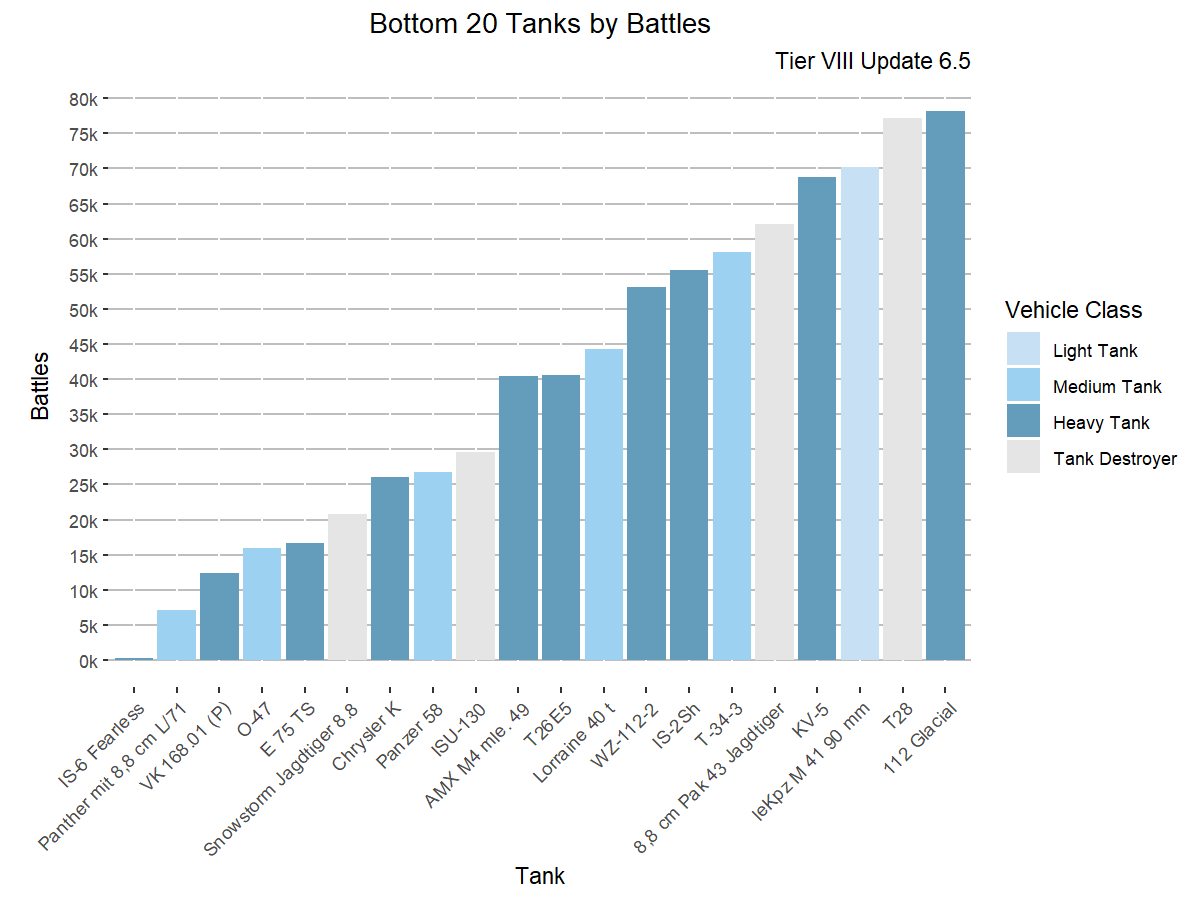 Bottom 20 Tanks by Battles
Tier VIII Update 6.5
80k
75k
70k
65k
60k
55k
50k
45k
40k
35k
30k
25k
20k
15k
10k
5k
0k
Battles
IS-6 Fearless
Panther mit 8,8 cm L/71
VK 168.01 (P)
O-47
E 75 TS
Snowstorm Jagdtiger 8.8
Chrysler K
Panzer 58
ISU-130
AMX M4 mle. 49
T26E5
Lorraine 40 t
WZ-112-2
IS-2Sh
T-34-3
8,8 cm Pak 43 Jagdtiger
KV-5
leKpz M 41 90 mm
T28
112 Glacial
Tank
Vehicle Class
Light Tank
Medium Tank
Heavy Tank
Tank Destroyer